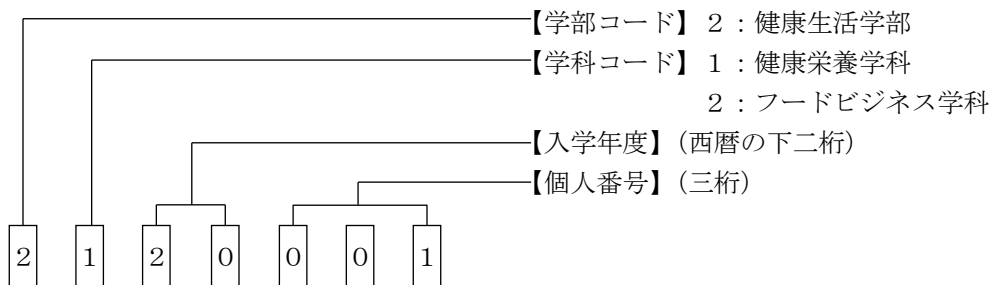 【学部コード】２：健康生活学部
【学科コード】１：健康栄養学科
２：フードビジネス学科
【入学年度】（西暦の下二桁）
【個人番号】（三桁）
２ １ ２ ０ ０ ０ １